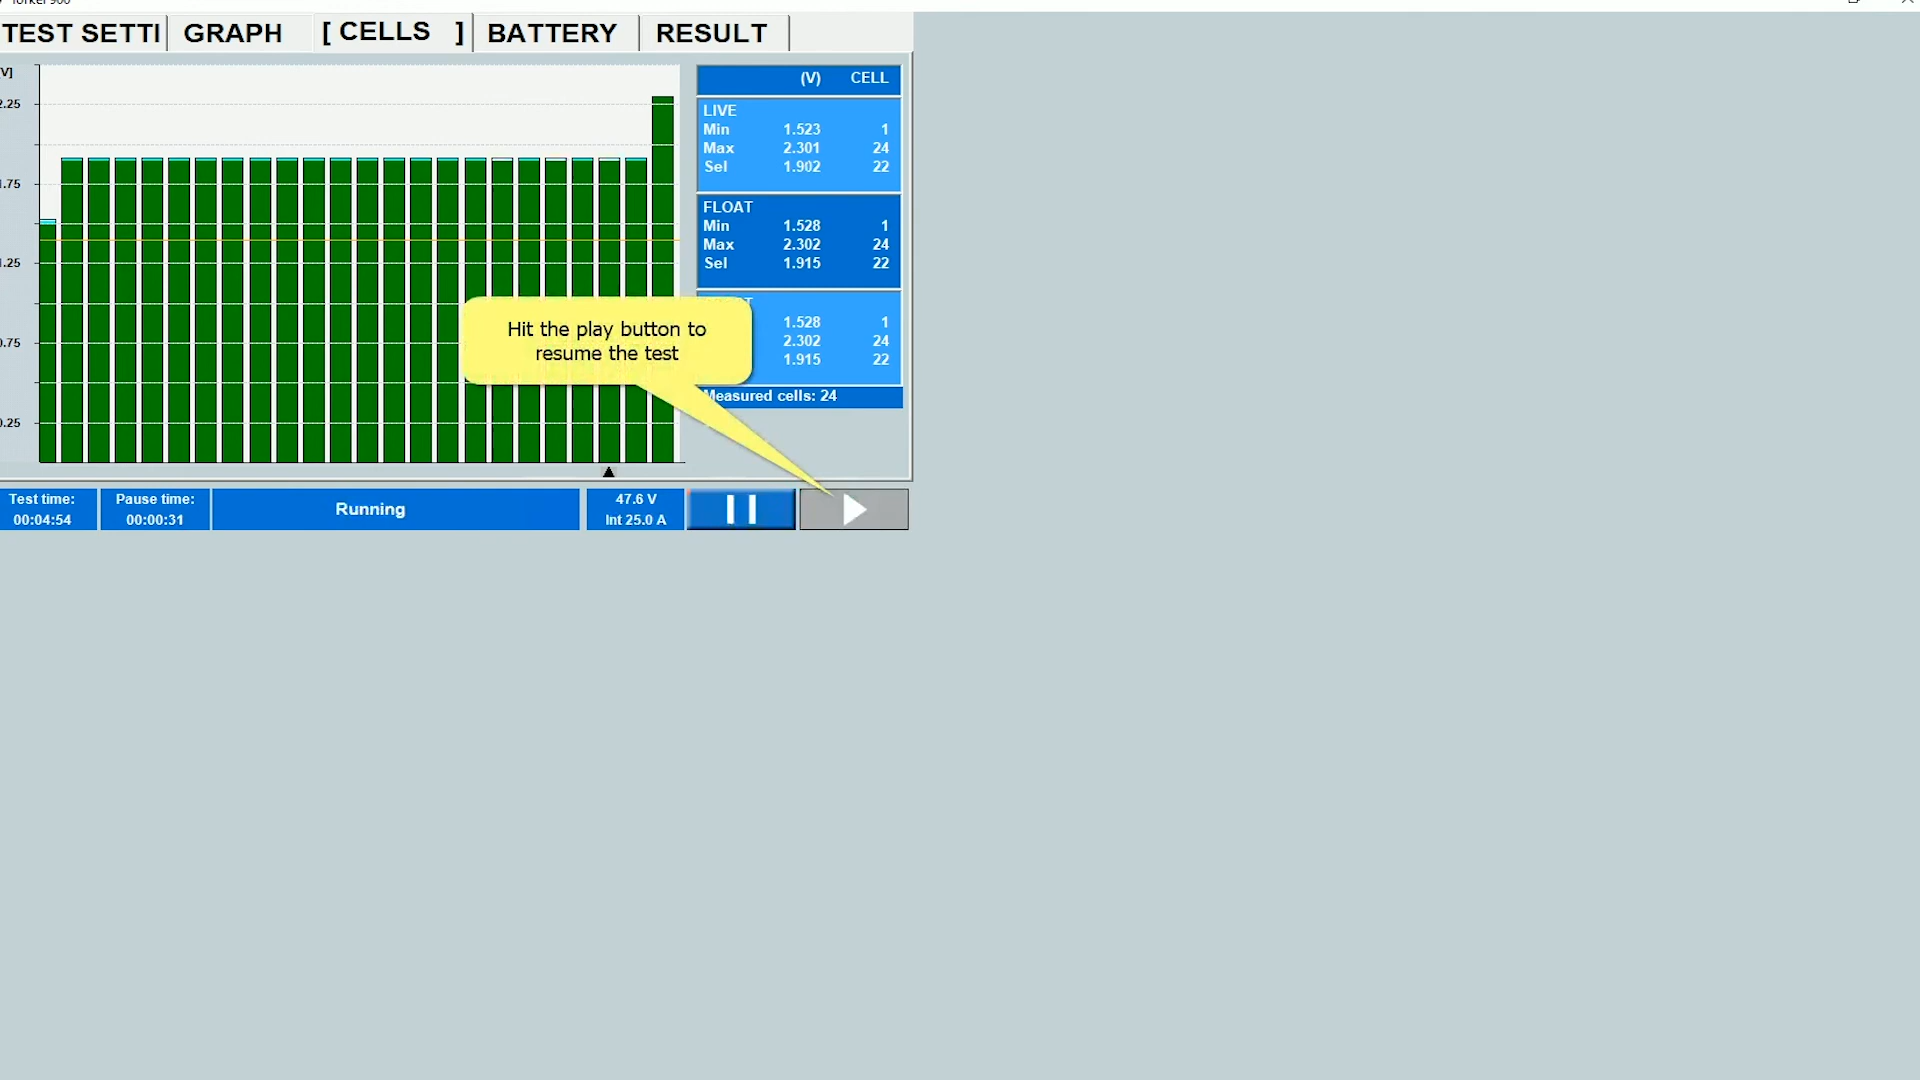 TEST SETTI GRAPH [ CELLS ] BATTERY RESULT
V]
2.25
1.75
1.25
0.75
0.25
(V) CELL
LIVE
Min 1.523 1
Max 2.301 24
Sel 1.902 22
FLOAT
Min 1.528 1
Max 2.302 24
Sel 1.915 22
1.528 1
2.302 24
1.915 22
Measured cells: 24
Hit the play button to
resume the test
Test time:
00:04:54
Pause time:
00:00:31
Running
47.6 V
Int 25.0 A